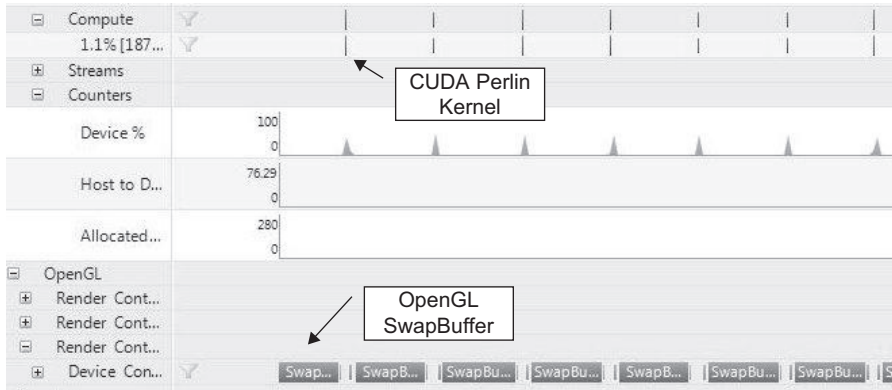 Compute
1.1% [187...
CUDA Perlin
Kernel
Streams
Counters
Device %
100
0
Host to D...
76.29
0
Allocated...
280
0
OpenGL
Render Cont...
OpenGL
SwapBuffer
Render Cont...
Render Cont...
Device Con...
Swap... SwapB... SwapBu... SwapBu... SwapB... SwapBu... SwapBu... S